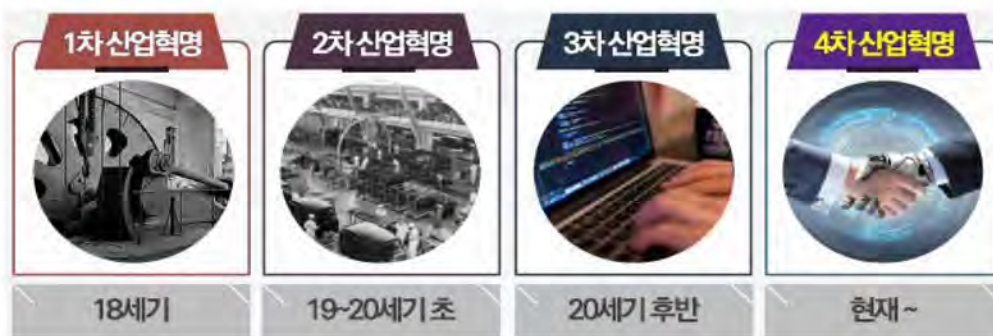 1차 산업혁명
2차 산업혁명
3차 산업혁명
4차 산업혁명
18세기
19~20세기 초
20세기 후반
현재 ~